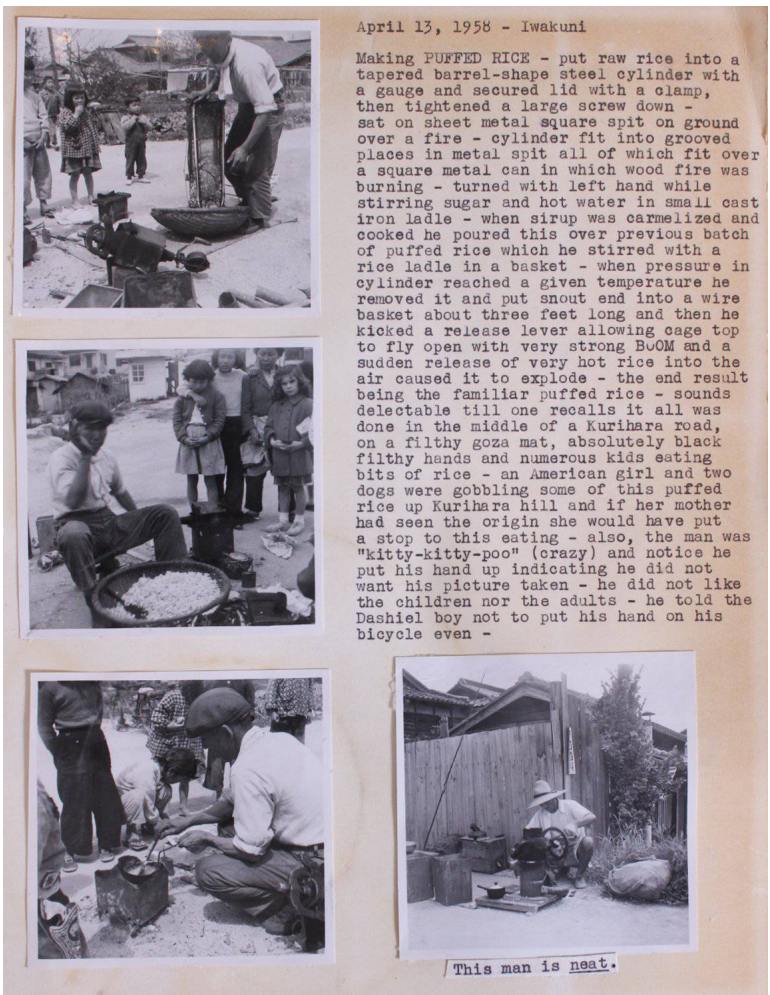 April 13, 1958 - Iwakuni
Making PUFFED RICE - put raw rice into a
tapered barrel-shape steel cylinder with
a gauge and secured lid with a clamp,
then tightened a large screw down -
sat on sheet metal square spit on ground
over a fire - cylinder fit into grooved
places in metal spit all of which fit over
a square metal can in which wood fire was
burning - turned with left hand while
stirring sugar and hot water in small cast
iron ladle - when sirup was carmelized and
cooked he poured this over previous batch
of puffed rice which he stirred with a
rice ladle in a basket - when pressure in
cylinder reached a given temperature he
removed it and put snout end into a wire
basket about three feet long and then he
kicked a release lever allowing cage top
to fly open with very strong BOOM and a
sudden release of very hot rice into the
air caused it to explode - the end result
being the familiar puffed rice - sounds
delectable till one recalls it all was
done in the middle of a Kurihara road,
on a filthy goza mat, absolutely black
filthy hands and numerous kids eating
bits of rice - an American girl and two
dogs were gobbling some of this puffed
rice up Kurihara hill and if her mother
had seen the origin she would have put
a stop to this eating - also, the man was
"kitty-kitty-poo" (crazy) and notice he
put his hand up indicating he did not
want his picture taken - he did not like
the children nor the adults - he told the
Dashiel boy not to put his hand on his
bicycle even -
This man is neat.